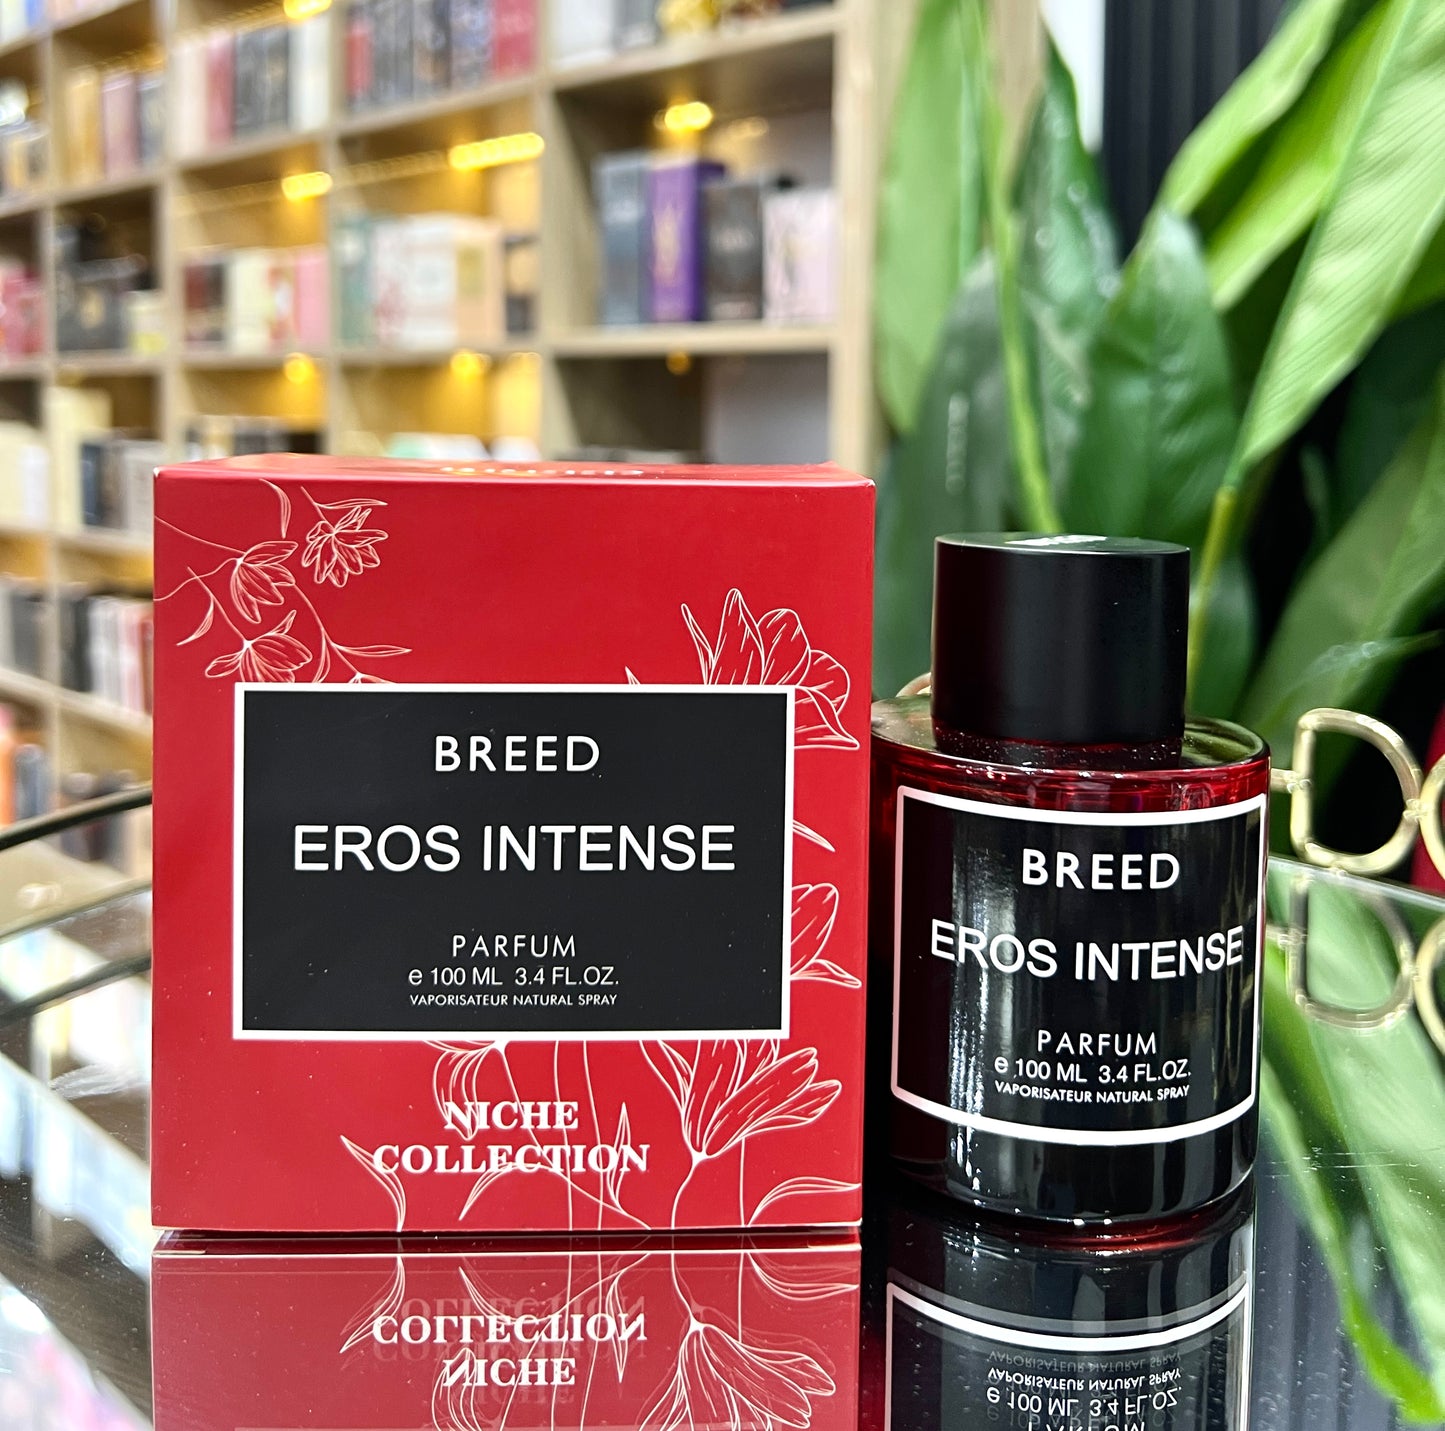 BREED
EROS INTENSE
PARFUM
e 100 ML 3.4 FL.OZ.
VAPORISATEUR NATURAL SPRAY
NICHE
COLLECTION
BREED
EROS INTENSE
PARFUM
e 100 ML 3.4 FL.OZ.
VAPORISATEUR NATURAL SPRAY